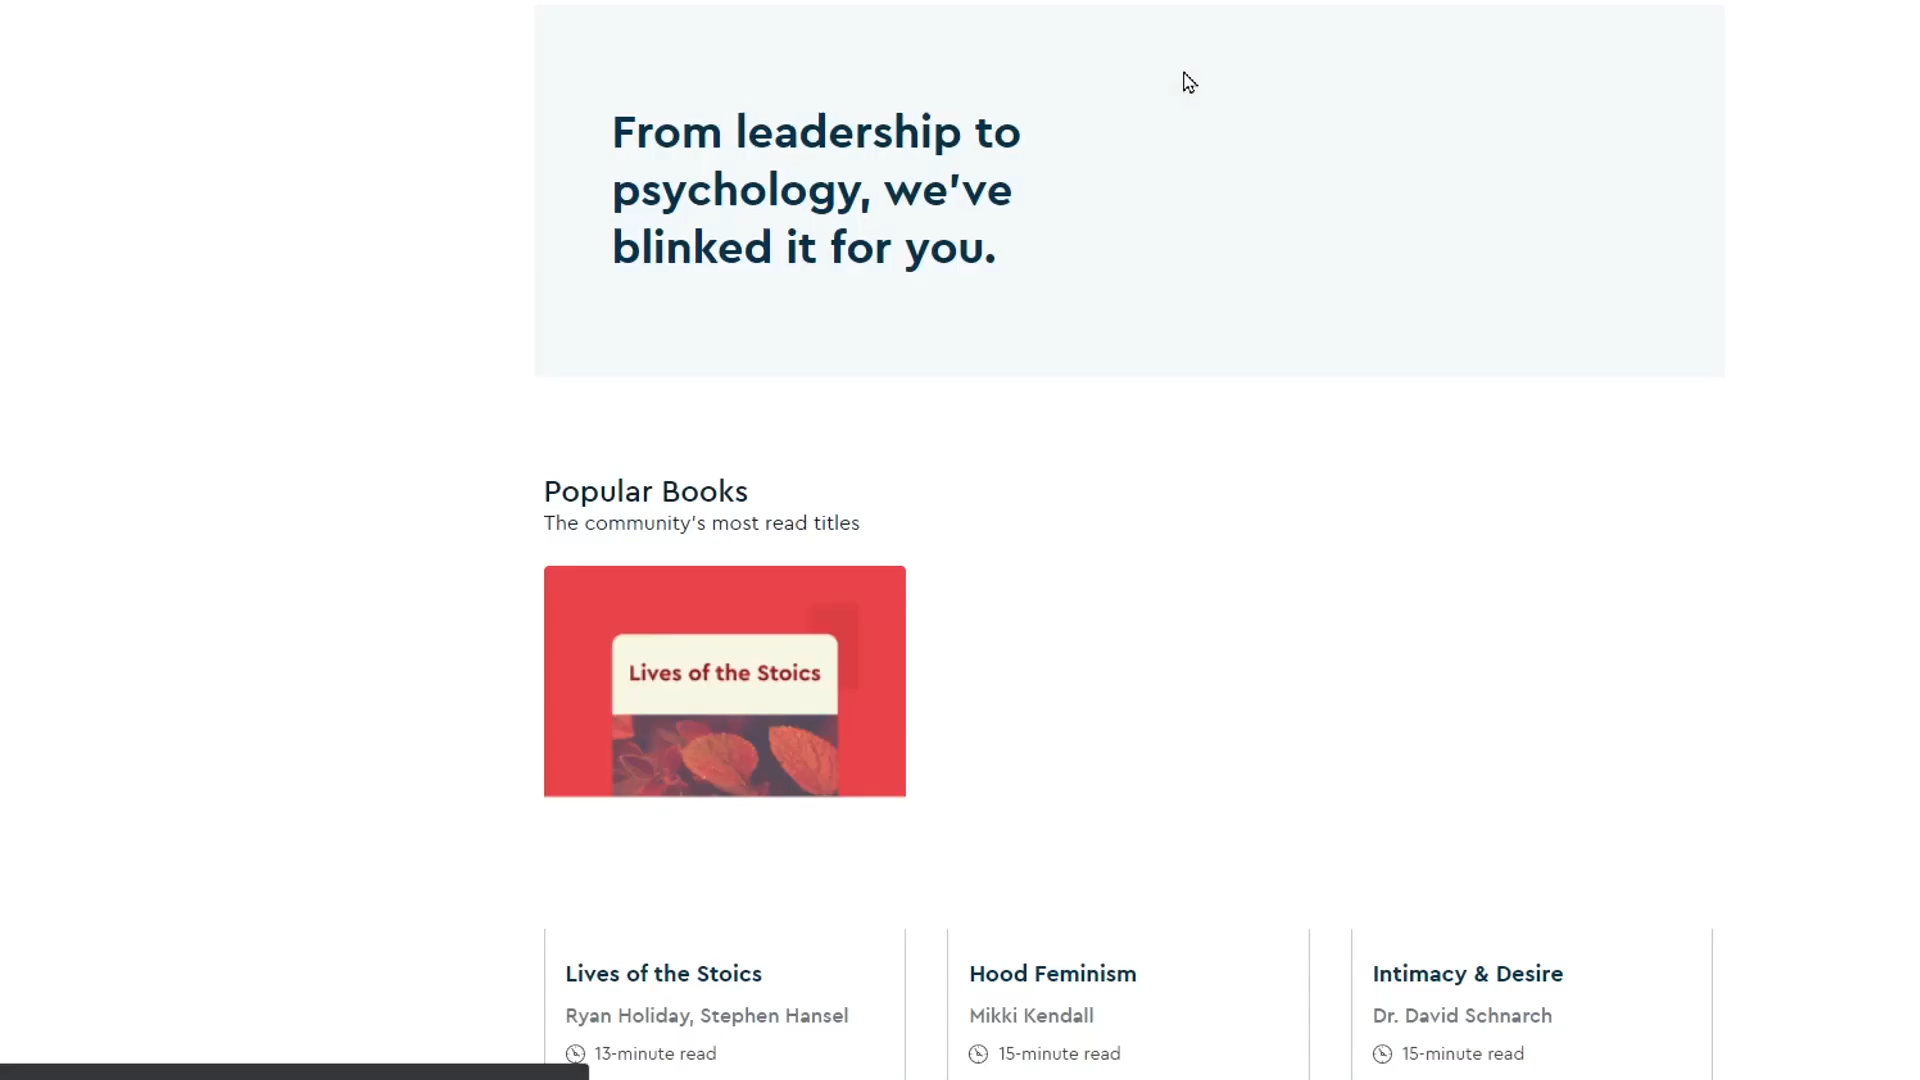 From leadership to
psychology, we've
blinked it for you.
Popular Books
The community's most read titles
Lives of the Stoics
Lives of the Stoics
Ryan Holiday, Stephen Hansel
13-minute read
Hood Feminism
Mikki Kendall
15-minute read
Intimacy & Desire
Dr. David Schnarch
15-minute read